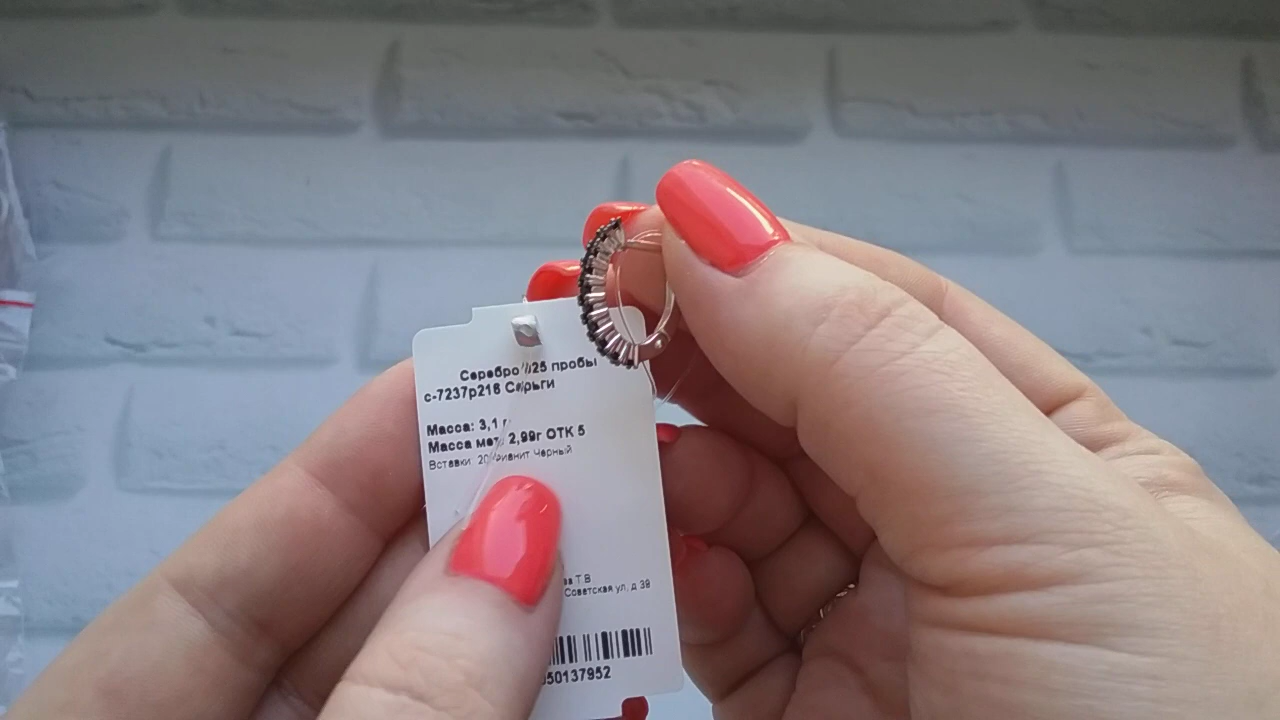 Серебро 925 пробы
с-7237р216 Серьги
Масса: 3,1 г
Масса мет. 2,99г ОТК 5
Вставки: 20 Черный
Т.В
Советская ул, д 39
50137952